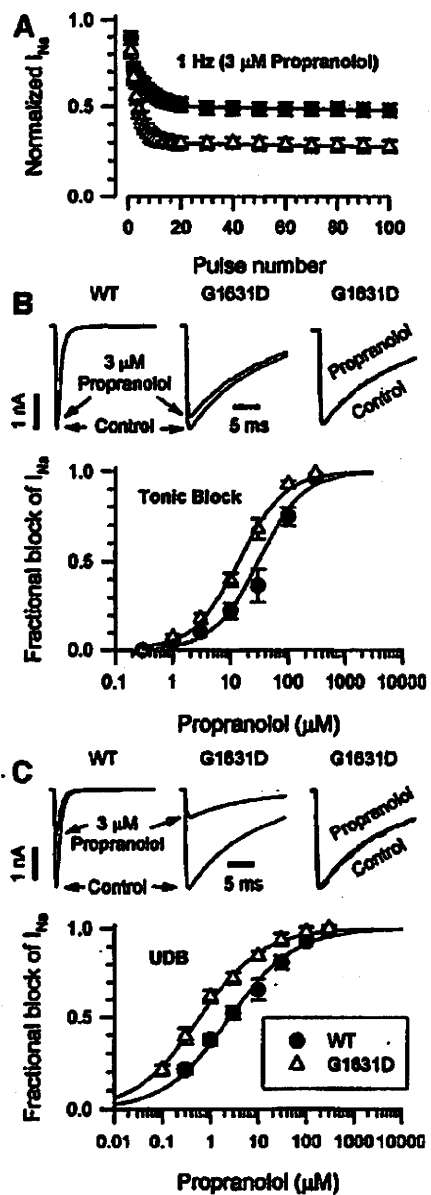 A
Normalized I_Na
1.0
0.5
0.0
1 Hz (3 μM Propranolol)
0 20 40 60 80 100
Pulse number
B
WT G1631D G1631D
3 μM
Propranolol
Control
1 nA
5 ms
Propranolol
Control
Fractional block of I_Na
1.0
0.5
0.0
Tonic Block
0.1 1 10 100 1000 10000
Propranolol (μM)
C
WT G1631D G1631D
3 μM
Propranolol
Control
1 nA
5 ms
Propranolol
Control
Fractional block of I_Na
1.0
0.5
0.0
UDB
WT
G1631D
0.01 0.1 1 10 100 1000 10000
Propranolol (μM)